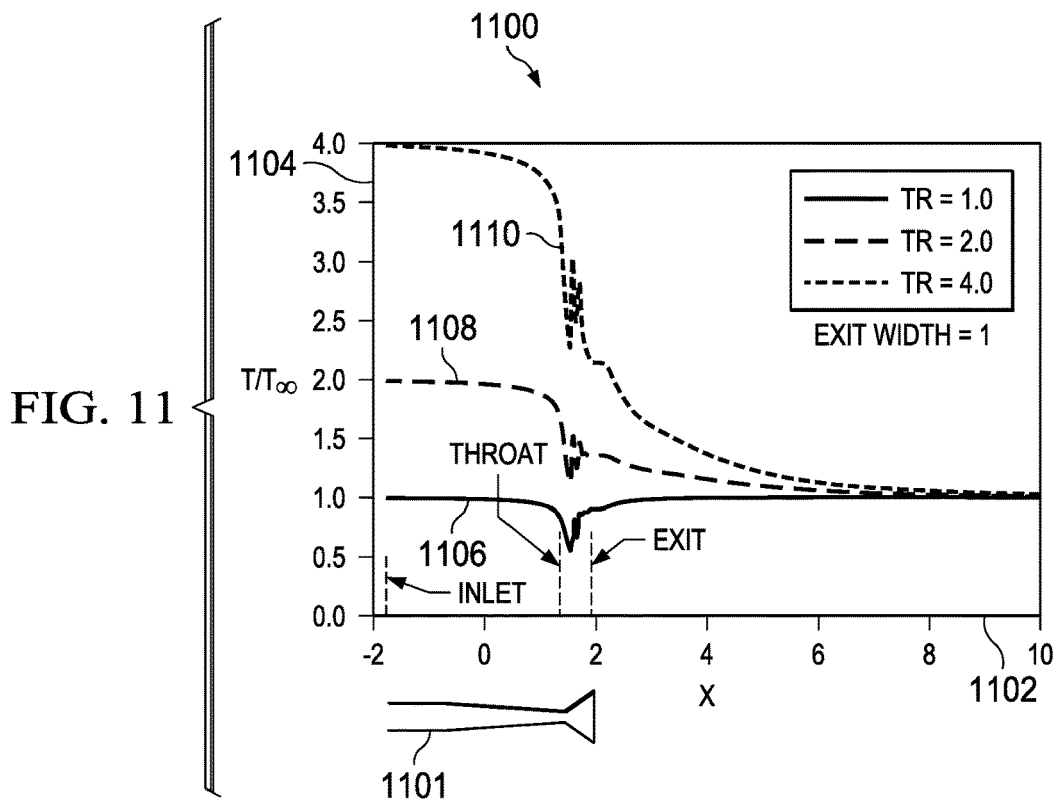 1100
1104
4.0
3.5
3.0
2.5
2.0
1.5
1.0
0.5
0.0
T/T∞
1110
1108
THROAT
1106
INLET
EXIT
TR = 1.0
TR = 2.0
TR = 4.0
EXIT WIDTH = 1
FIG. 11
-2 0 2 4 6 8 10
X
1102
1101